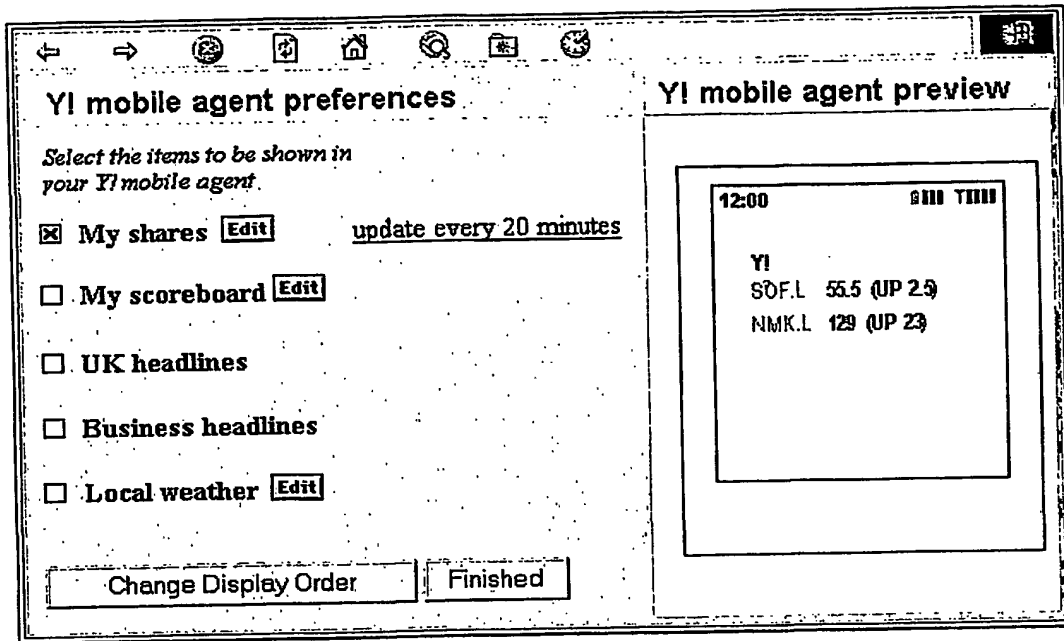 Y! mobile agent preferences
Select the items to be shown in
your Y! mobile agent.
My shares Edit update every 20 minutes
My scoreboard Edit
UK headlines
Business headlines
Local weather Edit
Change Display Order Finished
Y! mobile agent preview
12:00
Y!
SDF.L 55.5 (UP 2.5)
NMK.L 129 (UP 23)